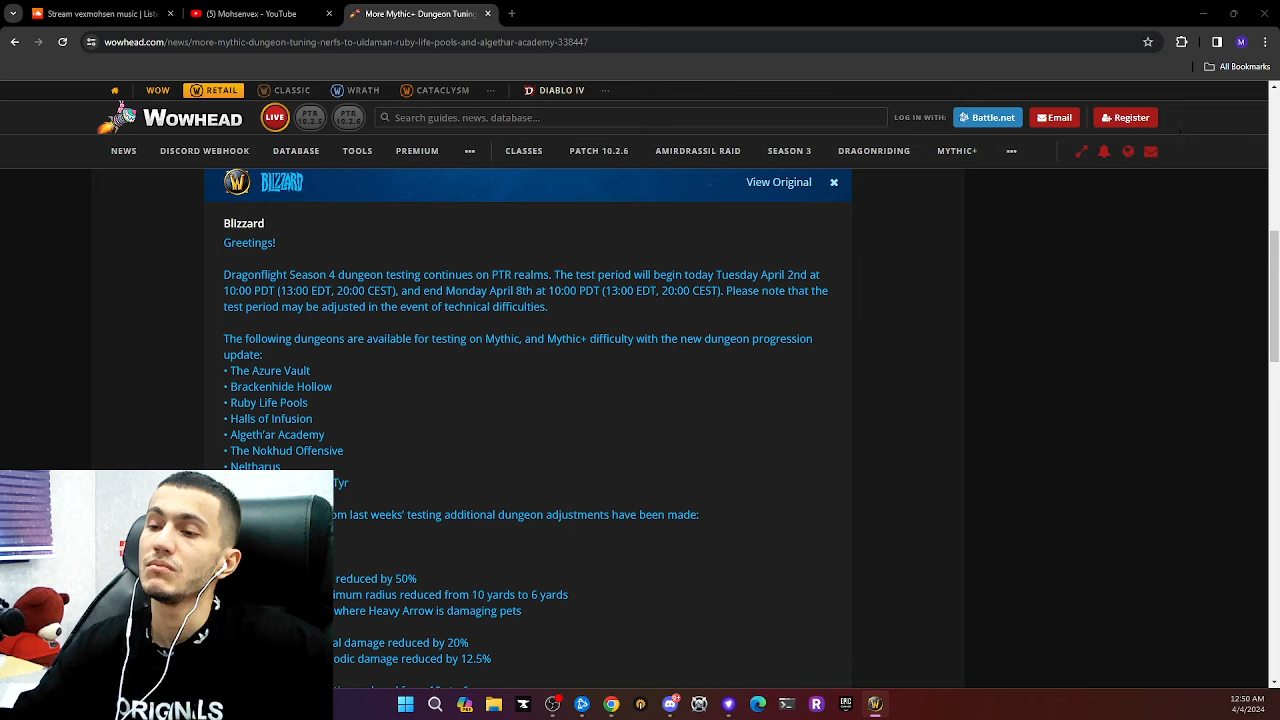 Stream vexmohsen music | Liste
(5) Mohsenvex - YouTube
More Mythic+ Dungeon Tuning
wowhead.com/news/more-mythic-dungeon-tuning-nerfs-to-uldaman-ruby-life-pools-and-algethar-academy-338447
M
All Bookmarks
WOW RETAIL CLASSIC WRATH CATACLYSM ... DIABLO IV ...
WOWHEAD LIVE PTR 10.2.6 PTR Search guides, news, database... LOG IN WITH: Battle.net Email Register
NEWS DISCORD WEBHOOK DATABASE TOOLS PREMIUM ... CLASSES PATCH 10.2.6 AMIRDRASSIL RAID SEASON 3 DRAGONRIDING MYTHIC+ ...
BLIZZARD View Original
Blizzard
Greetings!
Dragonflight Season 4 dungeon testing continues on PTR realms. The test period will begin today Tuesday April 2nd at
10:00 PDT (13:00 EDT, 20:00 CEST), and end Monday April 8th at 10:00 PDT (13:00 EDT, 20:00 CEST). Please note that the
test period may be adjusted in the event of technical difficulties.
The following dungeons are available for testing on Mythic, and Mythic+ difficulty with the new dungeon progression
update:
• The Azure Vault
• Brackenhide Hollow
• Ruby Life Pools
• Halls of Infusion
• Algeth'ar Academy
• The Nokhud Offensive
• Neltharus
Tyr
om last weeks' testing additional dungeon adjustments have been made:
reduced by 50%
imum radius reduced from 10 yards to 6 yards
where Heavy Arrow is damaging pets
al damage reduced by 20%
odic damage reduced by 12.5%
ORIGINALS
12:50 AM
4/4/2024